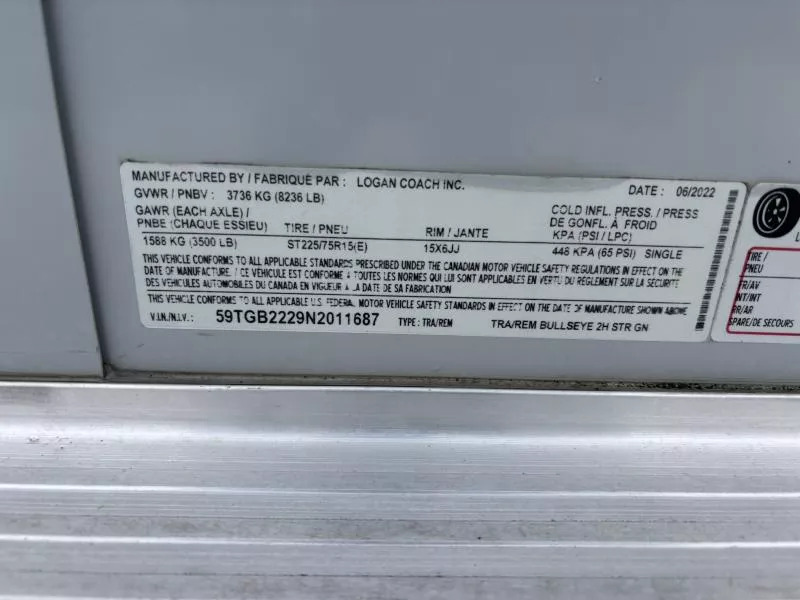 MANUFACTURED BY / FABRIQUÉ PAR : LOGAN COACH INC. DATE : 06/2022
GVWR / PNBV : 3736 KG (8236 LB)
GAWR (EACH AXLE) / COLD INFL. PRESS. / PRESS
PNBE (CHAQUE ESSIEU) TIRE / PNEU RIM / JANTE DE GONFL. À FROID
KPA (PSI / LPC)
1588 KG (3500 LB) ST225/75R15(E) 15X6JJ 448 KPA (65 PSI) SINGLE
THIS VEHICLE CONFORMS TO ALL APPLICABLE STANDARDS PRESCRIBED UNDER THE CANADIAN MOTOR VEHICLE SAFETY REGULATIONS IN EFFECT ON THE
DATE OF MANUFACTURE. / CE VÉHICULE EST CONFORME À TOUTES LES NORMES QUI LUI SONT APPLICABLES EN VERTU DU RÈGLEMENT SUR LA SÉCURITÉ
DES VÉHICULES AUTOMOBILES DU CANADA EN VIGUEUR À LA DATE DE SA FABRICATION
THIS VEHICLE CONFORMS TO ALL APPLICABLE U.S. FEDERAL MOTOR VEHICLE SAFETY STANDARDS IN EFFECT ON THE DATE OF MANUFACTURE SHOWN ABOVE
V.I.N./N.I.V.: 59TGB2229N2011687 TYPE : TRA/REM TRA/REM BULLSEYE 2H STR GN
TIRE /
PNEU
RR/AR
SPARE/DE SECOURS